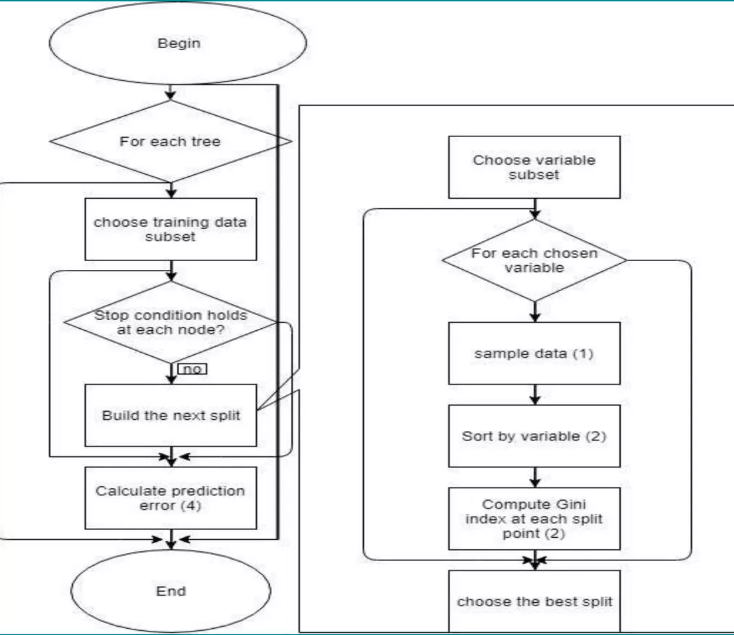 Begin
For each tree
choose training data
subset
Stop condition holds
at each node?
no
Build the next split
Calculate prediction
error (4)
End
Choose variable
subset
For each chosen
variable
sample data (1)
Sort by variable (2)
Compute Gini
index at each split
point (2)
choose the best split